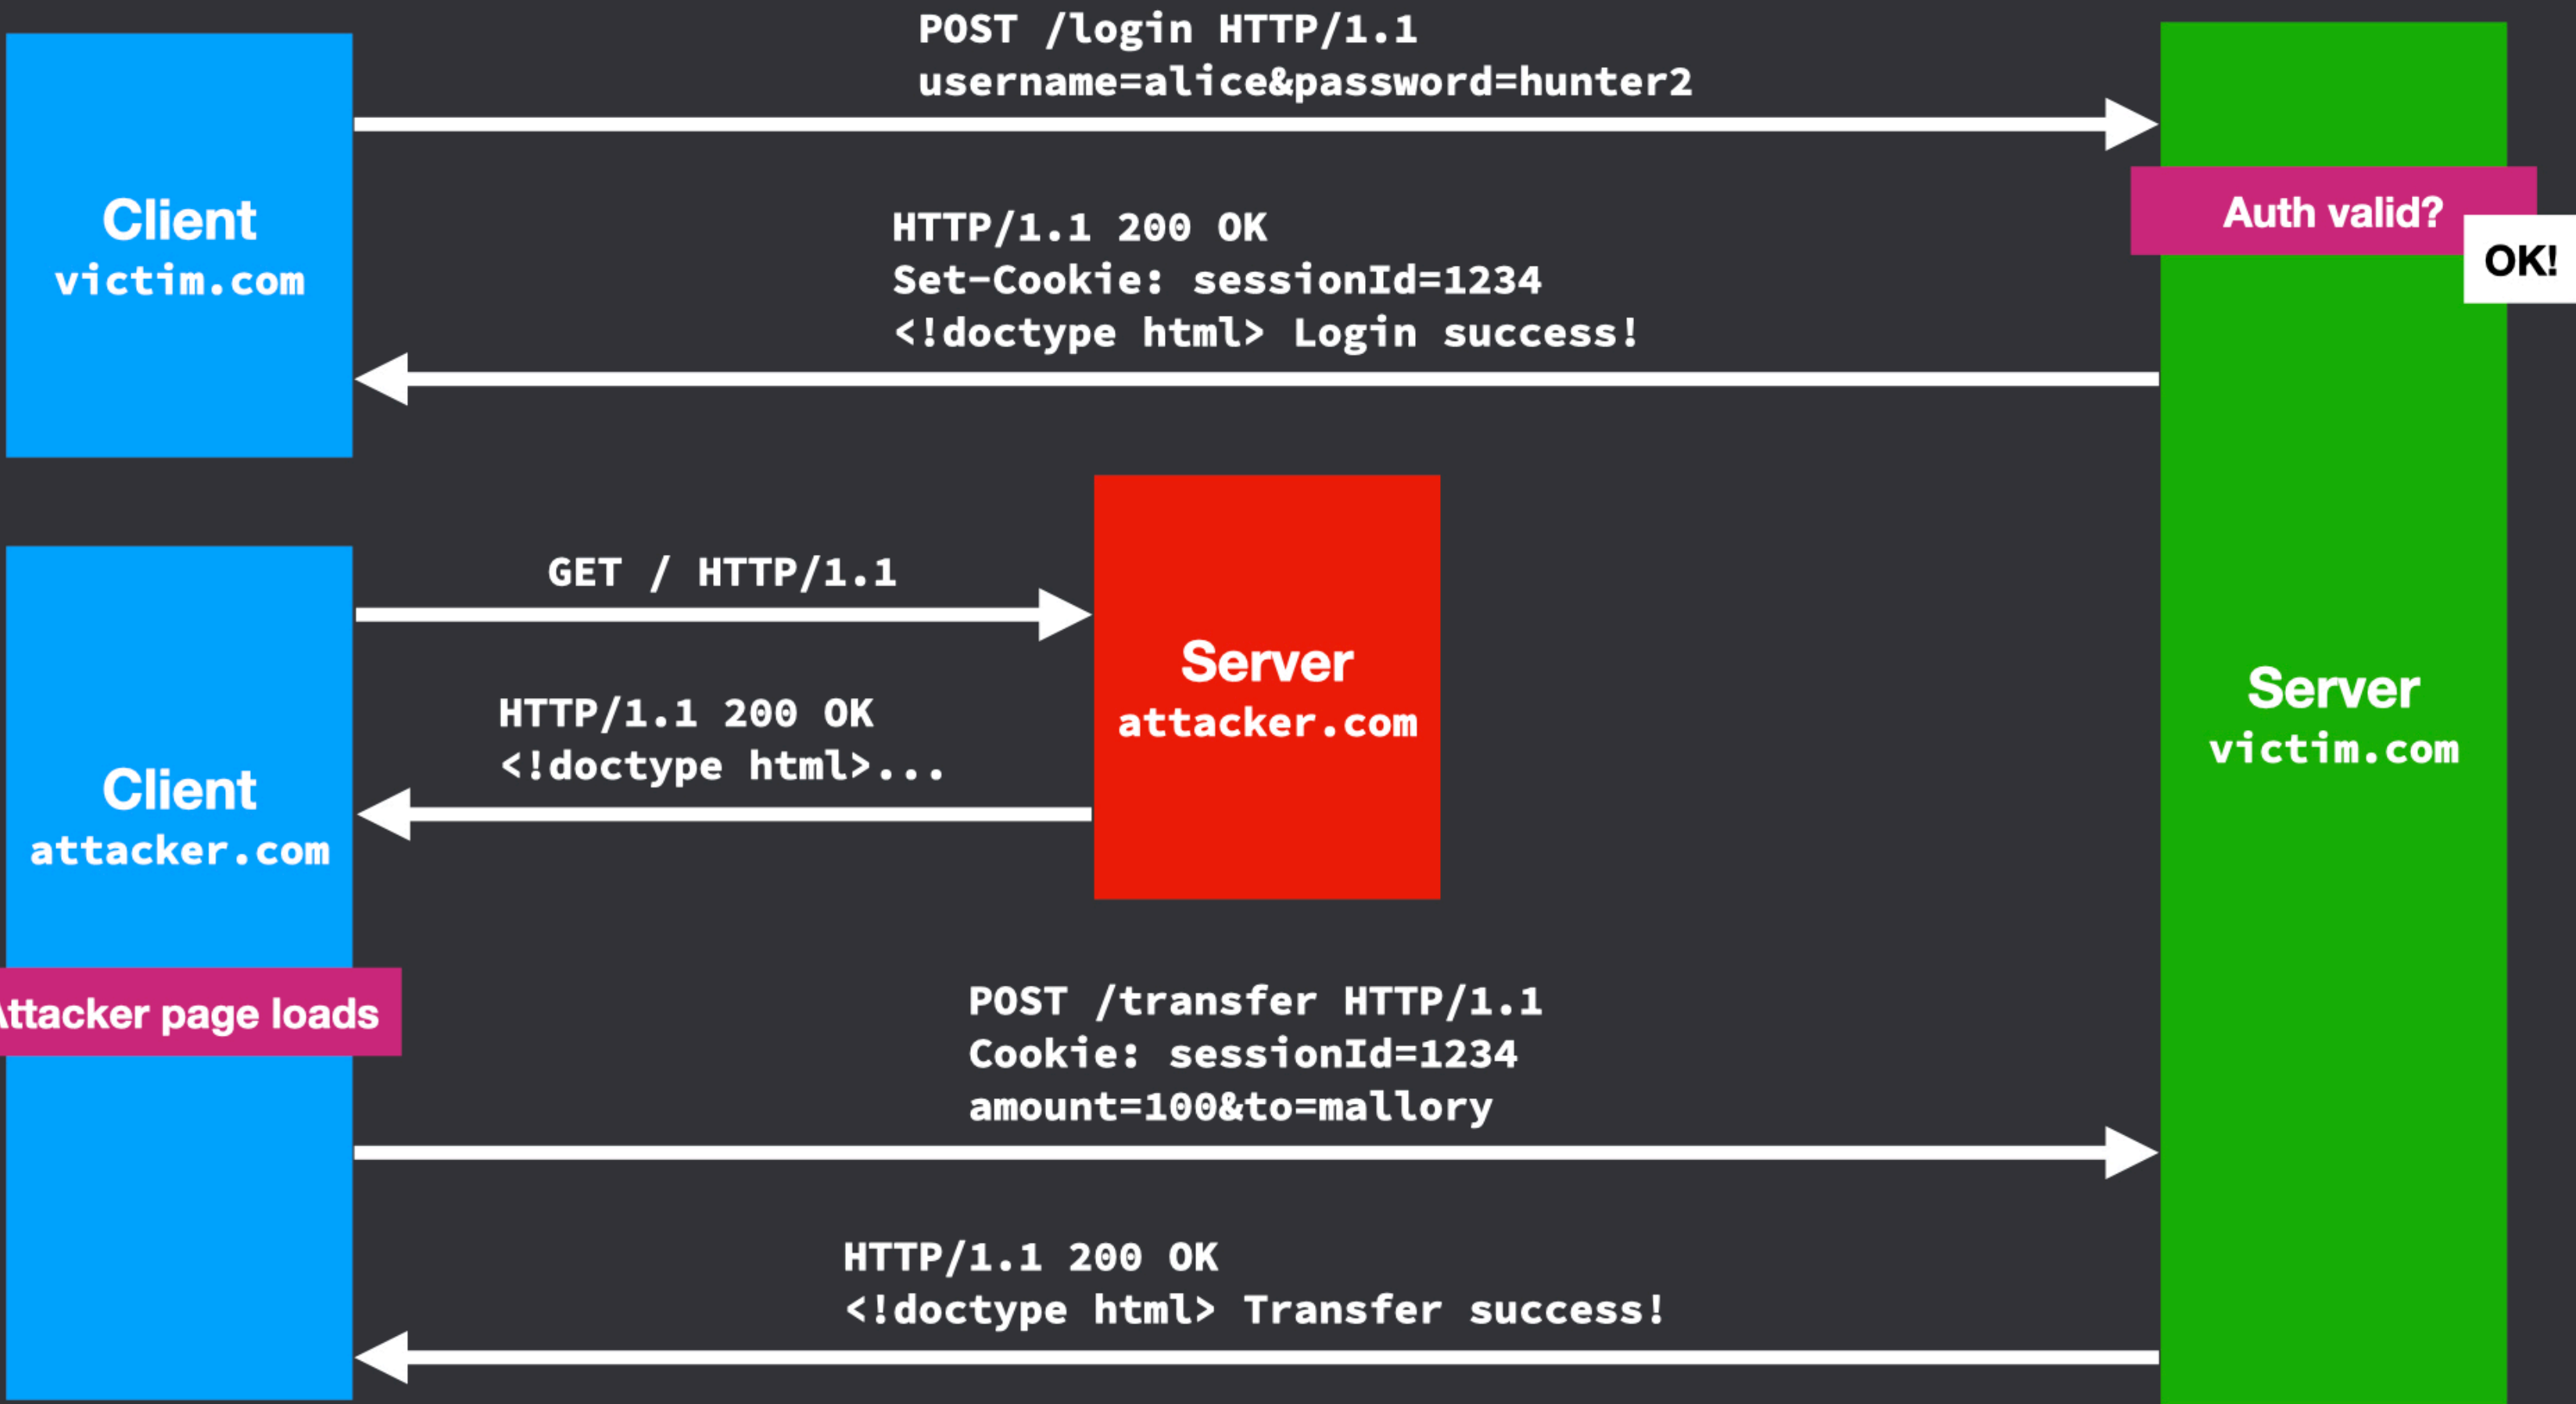 POST /login HTTP/1.1
username=alice&password=hunter2
Client
victim.com
Auth valid?
OK!
HTTP/1.1 200 OK
Set-Cookie: sessionId=1234
<!doctype html> Login success!
GET / HTTP/1.1
Server
attacker.com
HTTP/1.1 200 OK
<!doctype html>...
Client
attacker.com
Server
victim.com
Attacker page loads
POST /transfer HTTP/1.1
Cookie: sessionId=1234
amount=100&to=mallory
HTTP/1.1 200 OK
<!doctype html> Transfer success!